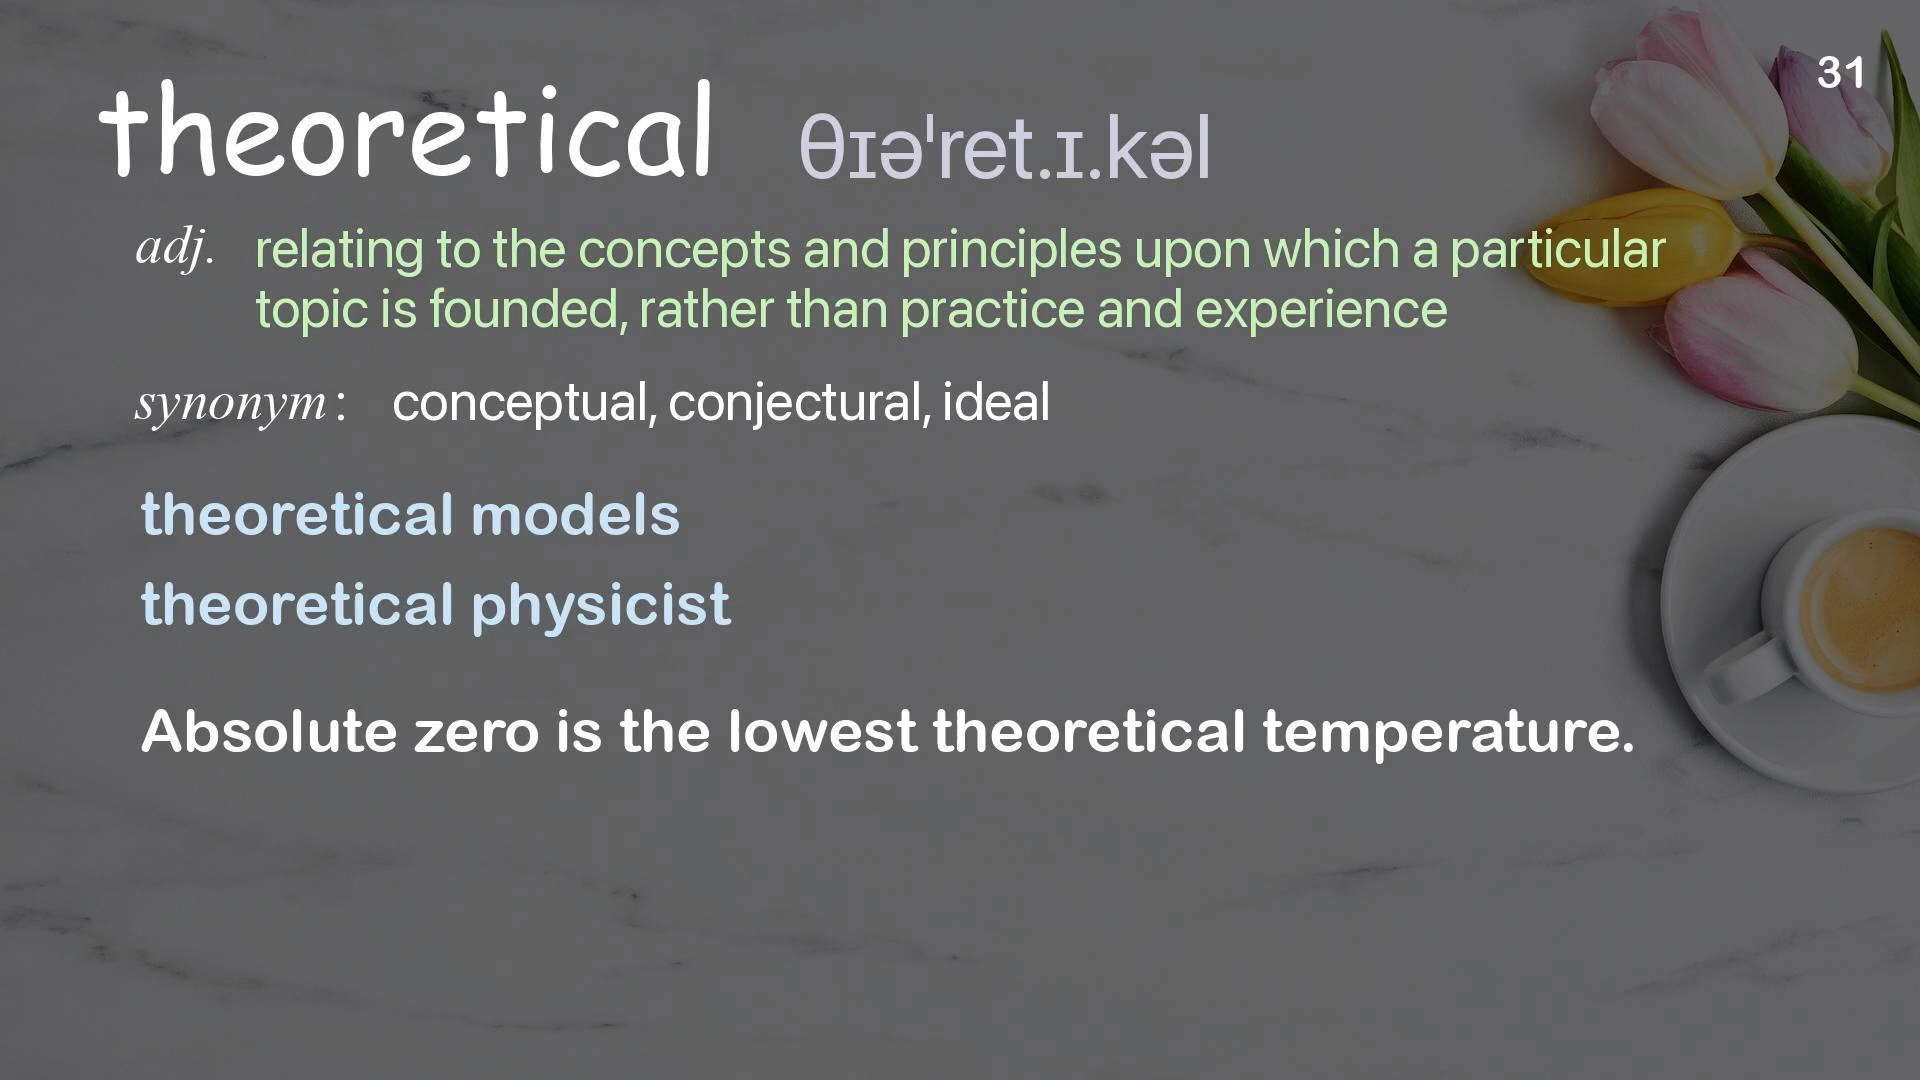 31
theoretical θɪəˈret.ɪ.kəl
adj. relating to the concepts and principles upon which a particular
topic is founded, rather than practice and experience
synonym: conceptual, conjectural, ideal
theoretical models
theoretical physicist
Absolute zero is the lowest theoretical temperature.